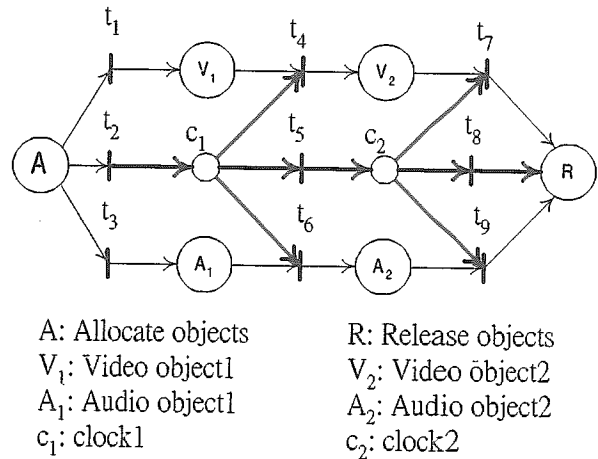 t₁ t₄ t₇
V₁ V₂
t₂ c₁ t₅ c₂ t₈
A R
t₃ t₆ t₉
A₁ A₂
A: Allocate objects R: Release objects
V₁: Video object1 V₂: Video object2
A₁: Audio object1 A₂: Audio object2
c₁: clock1 c₂: clock2